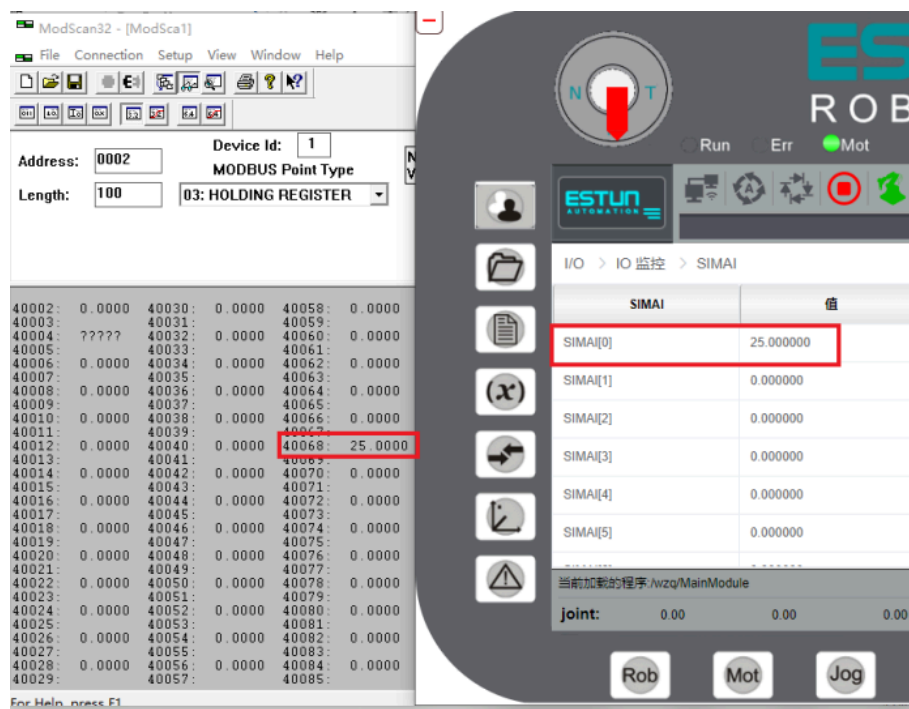 ModScan32 - [ModSca1]
File Connection Setup View Window Help
Address: 0002
Device Id: 1
MODBUS Point Type
Length: 100
03: HOLDING REGISTER
40002: 0.0000 40030: 0.0000 40058: 0.0000
40003: 40031: 40059:
40004: ????? 40032: 0.0000 40060: 0.0000
40005: 40033: 40061:
40006: 0.0000 40034: 0.0000 40062: 0.0000
40007: 40035: 40063:
40008: 0.0000 40036: 0.0000 40064: 0.0000
40009: 40037: 40065:
40010: 0.0000 40038: 0.0000 40066: 0.0000
40011: 40039: 40067:
40012: 0.0000 40040: 0.0000 40068: 25.0000
40013: 40041: 40069:
40014: 0.0000 40042: 0.0000 40070: 0.0000
40015: 40043: 40071:
40016: 0.0000 40044: 0.0000 40072: 0.0000
40017: 40045: 40073:
40018: 0.0000 40046: 0.0000 40074: 0.0000
40019: 40047: 40075:
40020: 0.0000 40048: 0.0000 40076: 0.0000
40021: 40049: 40077:
40022: 0.0000 40050: 0.0000 40078: 0.0000
40023: 40051: 40079:
40024: 0.0000 40052: 0.0000 40080: 0.0000
40025: 40053: 40081:
40026: 0.0000 40054: 0.0000 40082: 0.0000
40027: 40055: 40083:
40028: 0.0000 40056: 0.0000 40084: 0.0000
40029: 40057: 40085:
For Help, press F1
N T
ES
ROB
Run Err Mot
ESTUN
AUTOMATION
I/O > IO 监控 > SIMAI
SIMAI 值
SIMAI[0] 25.000000
SIMAI[1] 0.000000
SIMAI[2] 0.000000
SIMAI[3] 0.000000
SIMAI[4] 0.000000
SIMAI[5] 0.000000
当前加载的程序:/wzq/MainModule
joint: 0.00 0.00 0.00
(x)
Rob Mot Jog